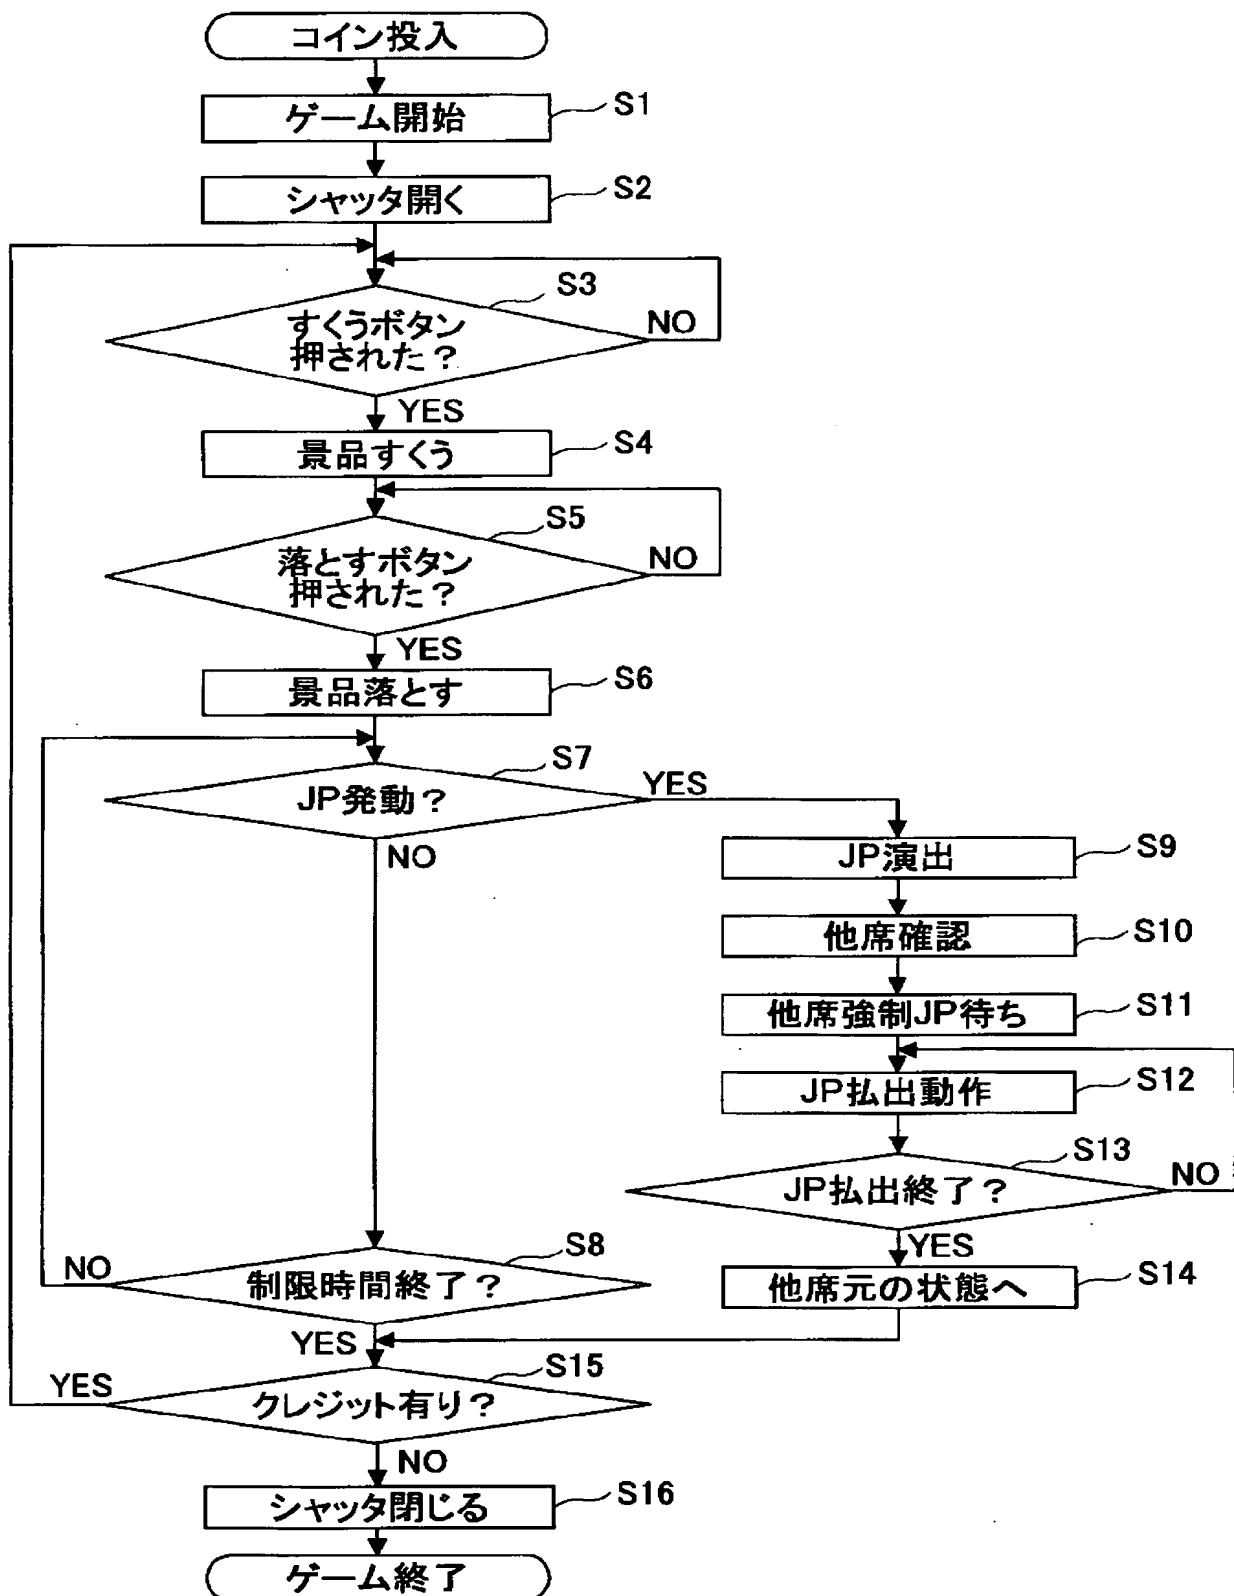 コイン投入
ゲーム開始
S1
シャッタ開く
S2
S3
すくうボタン
押された?
NO
YES
景品すくう
S4
S5
落とすボタン
押された?
NO
YES
景品落とす
S6
S7
JP発動?
YES
NO
JP演出
S9
他席確認
S10
他席強制JP待ち
S11
JP払出動作
S12
S13
JP払出終了?
NO
YES
他席元の状態へ
S14
S8
制限時間終了?
NO
YES
S15
クレジット有り?
YES
NO
シャッタ閉じる
S16
ゲーム終了